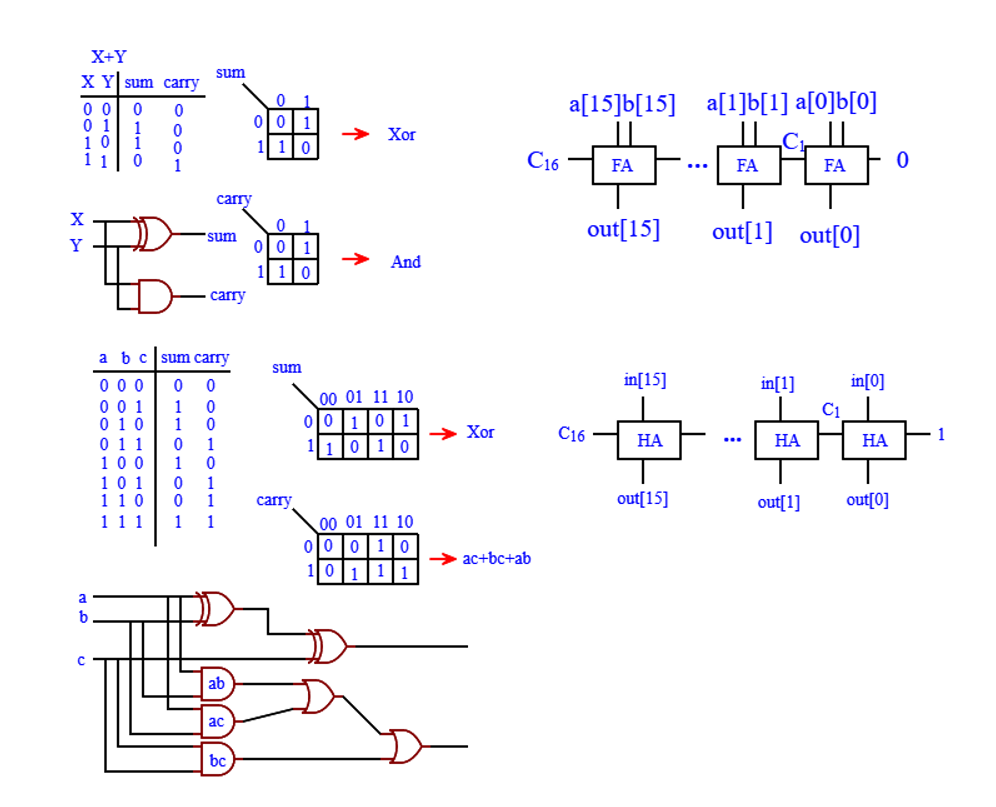 X+Y
X Y sum carry
0 0 0 0
0 1 1 0
1 0 1 0
1 1 0 1
sum
0 1
0 0 1
1 1 0
Xor
X
Y
sum
carry
carry
0 1
0 0 1
1 1 0
And
a b c sum carry
0 0 0 0 0
0 0 1 1 0
0 1 0 1 0
0 1 1 0 1
1 0 0 1 0
1 0 1 0 1
1 1 0 0 1
1 1 1 1 1
sum
00 01 11 10
0 0 1 0 1
1 1 0 1 0
Xor
carry
00 01 11 10
0 0 0 1 0
1 0 1 1 1
ac+bc+ab
a
b
c
ab
ac
bc
a[15]b[15] a[1]b[1] a[0]b[0]
C16 FA ... FA C1 FA 0
out[15] out[1] out[0]
in[15] in[1] in[0]
C16 HA ... HA C1 HA 1
out[15] out[1] out[0]